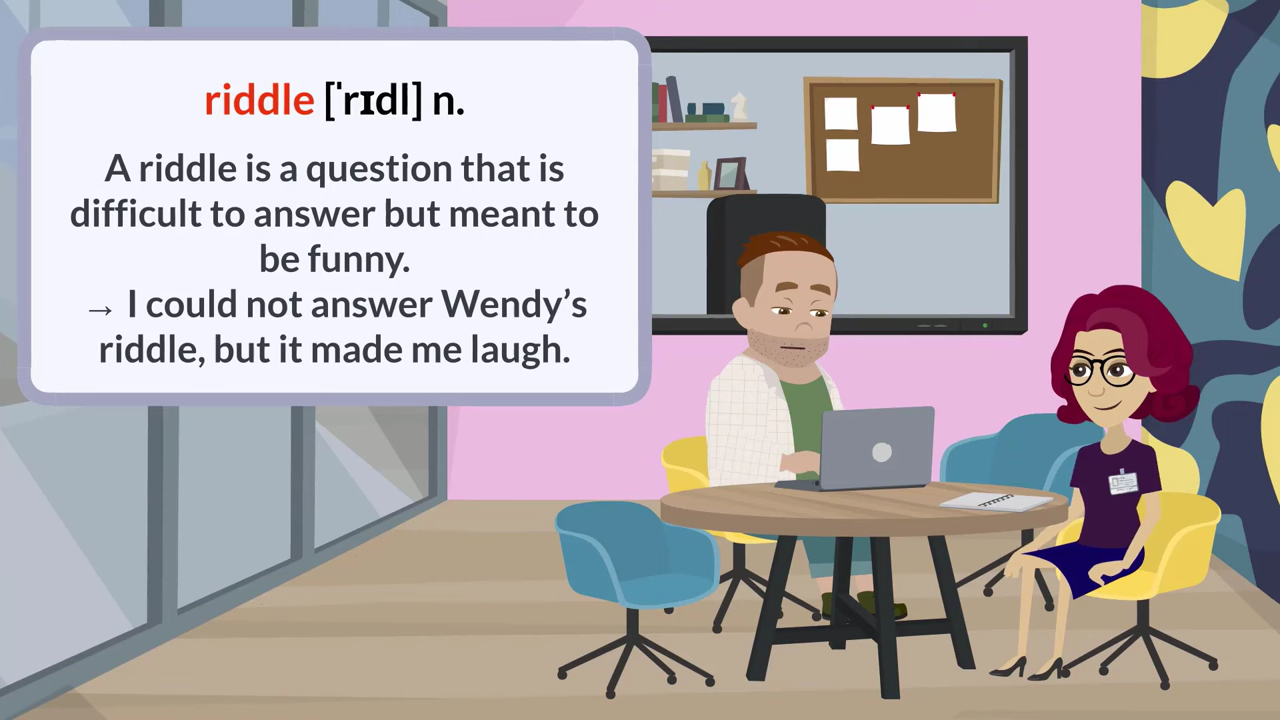 riddle [ˈrɪdl] n.
A riddle is a question that is
difficult to answer but meant to
be funny.
→ I could not answer Wendy’s
riddle, but it made me laugh.